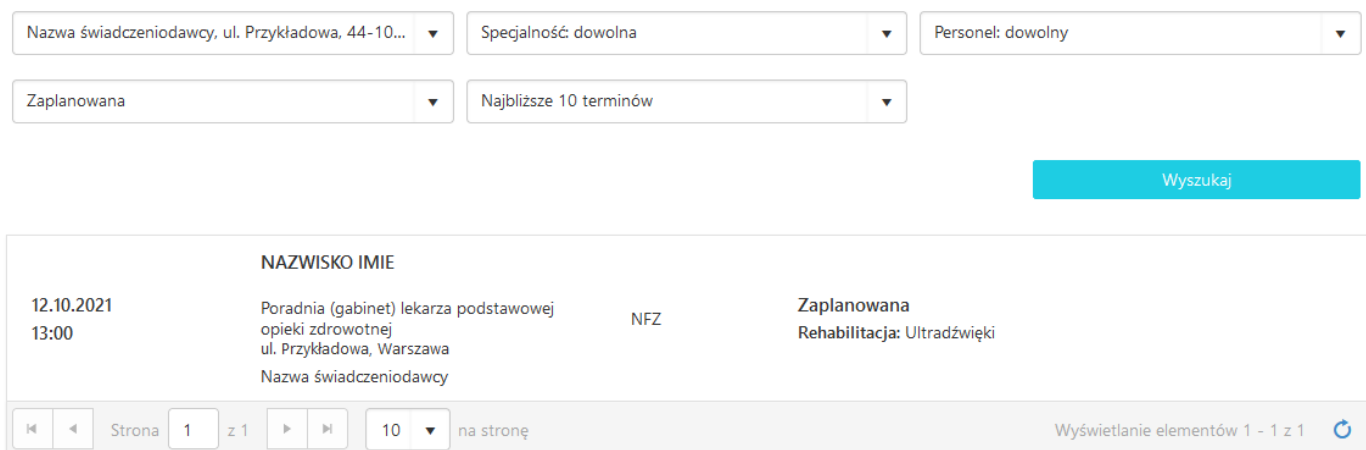 Nazwa świadczeniodawcy, ul. Przykładowa, 44-10...
Specjalność: dowolna
Personel: dowolny
Zaplanowana
Najbliższe 10 terminów
Wyszukaj
12.10.2021
13:00
NAZWISKO IMIE
Poradnia (gabinet) lekarza podstawowej
opieki zdrowotnej
ul. Przykładowa, Warszawa
Nazwa świadczeniodawcy
NFZ
Zaplanowana
Rehabilitacja: Ultradźwięki
Strona 1 z 1
10 na stronę
Wyświetlanie elementów 1 - 1 z 1